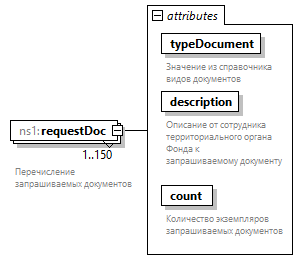 attributes
typeDocument
Значение из справочника
видов документов
description
Описание от сотрудника
территориального органа
Фонда к
запрашиваемому документу
ns1:requestDoc
1..150
Перечисление
запрашиваемых документов
count
Количество экземпляров
запрашиваемых документов